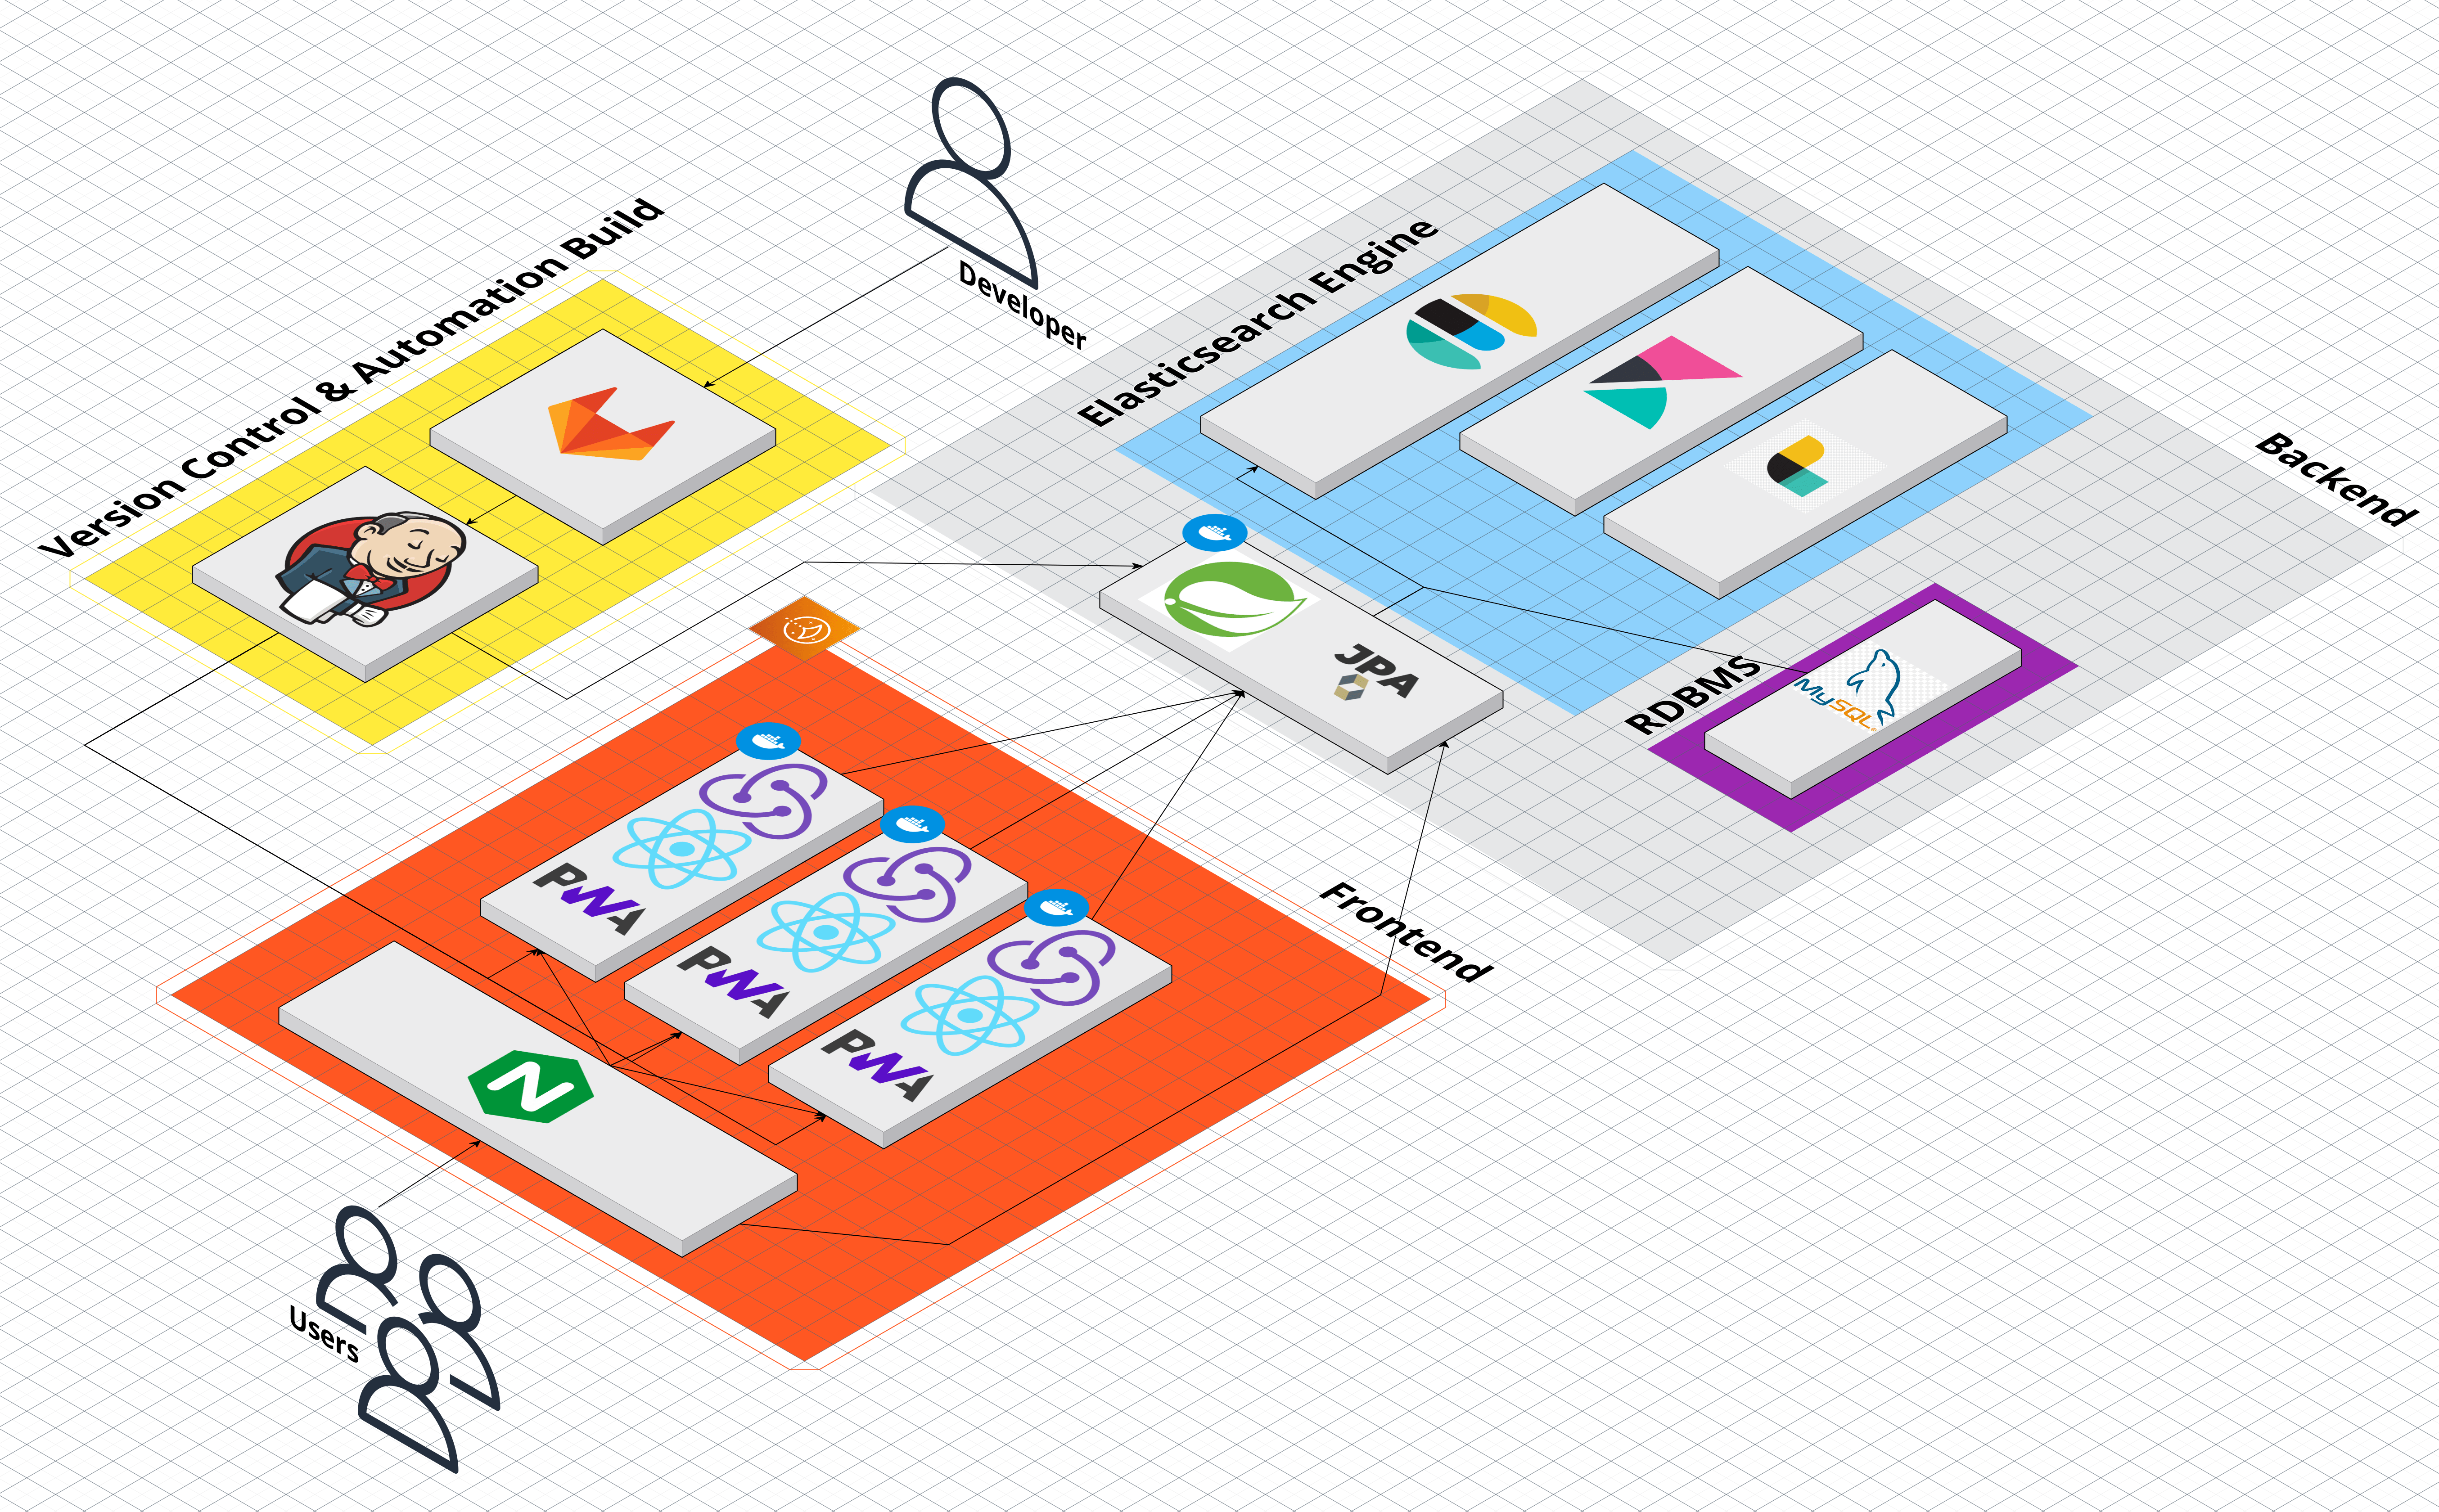 Developer
Version Control & Automation Build
Elasticsearch Engine
Backend
JPA
RDBMS
MySQL
PWA
PWA
PWA
Frontend
Users